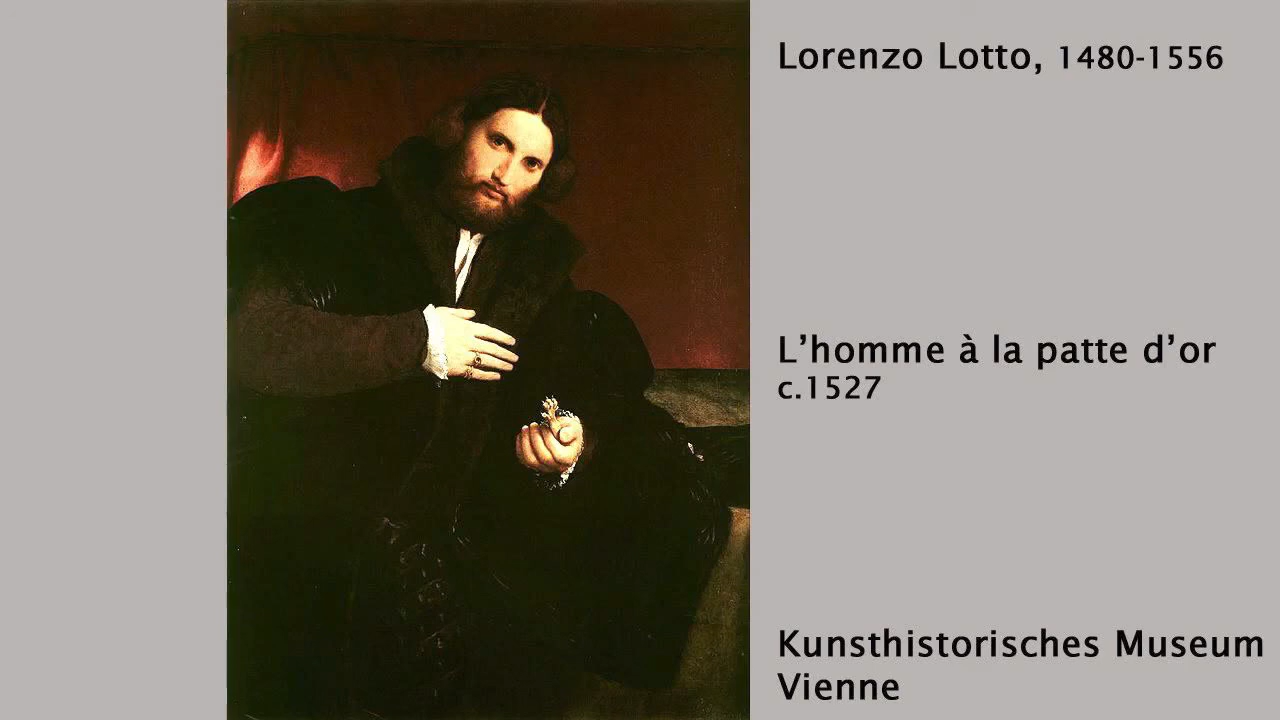 Lorenzo Lotto, 1480-1556
L’homme à la patte d’or
c.1527
Kunsthistorisches Museum
Vienne